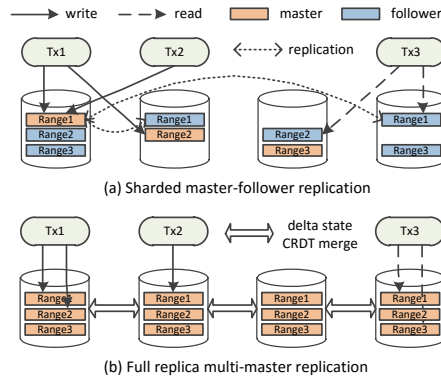 write read master follower
Tx1 Tx2 replication Tx3
Range1 Range1 Range1
Range2 Range2 Range2
Range3 Range3 Range3
(a) Sharded master-follower replication
Tx1 Tx2 delta state CRDT merge Tx3
Range1 Range1 Range1 Range1
Range2 Range2 Range2 Range2
Range3 Range3 Range3 Range3
(b) Full replica multi-master replication